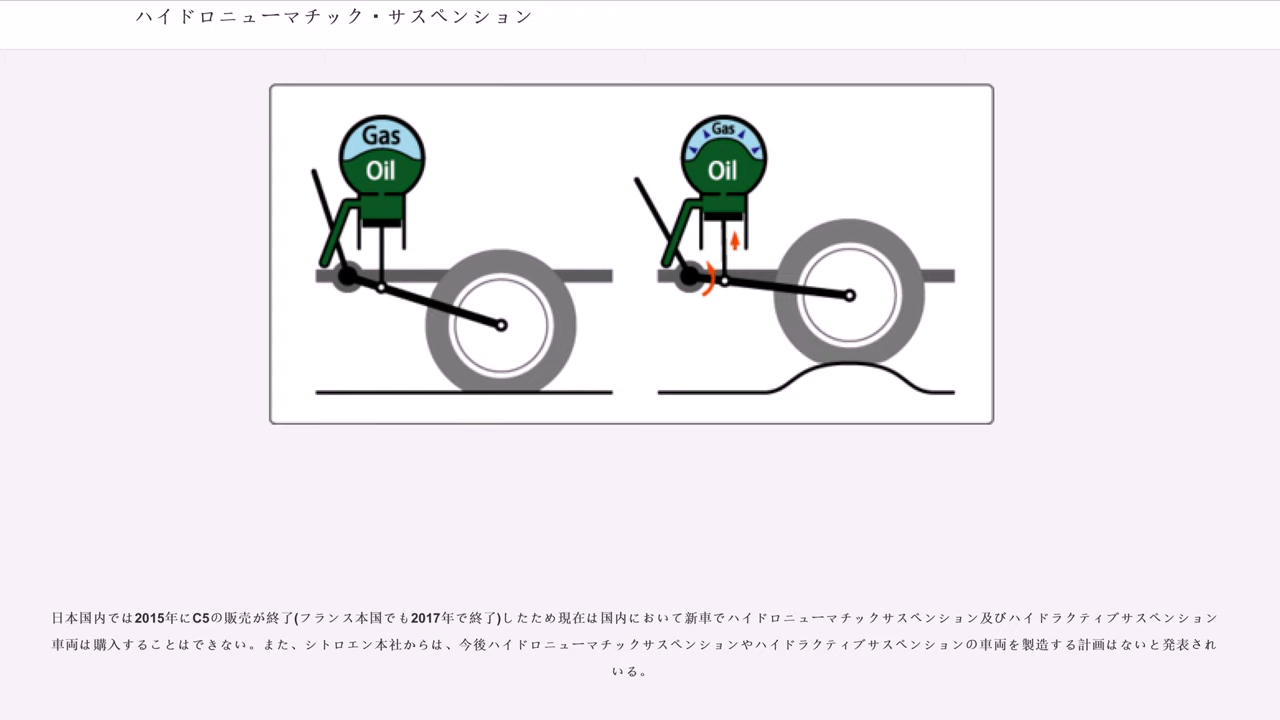 ハイドロニューマチック・サスペンション
Gas
Oil
Gas
Oil
日本国内では2015年にC5の販売が終了(フランス本国でも2017年で終了)したため現在は国内において新車でハイドロニューマチックサスペンション及びハイドラクティブサスペンション
車両は購入することはできない。また、シトロエン本社からは、今後ハイドロニューマチックサスペンションやハイドラクティブサスペンションの車両を製造する計画はないと発表され
いる。